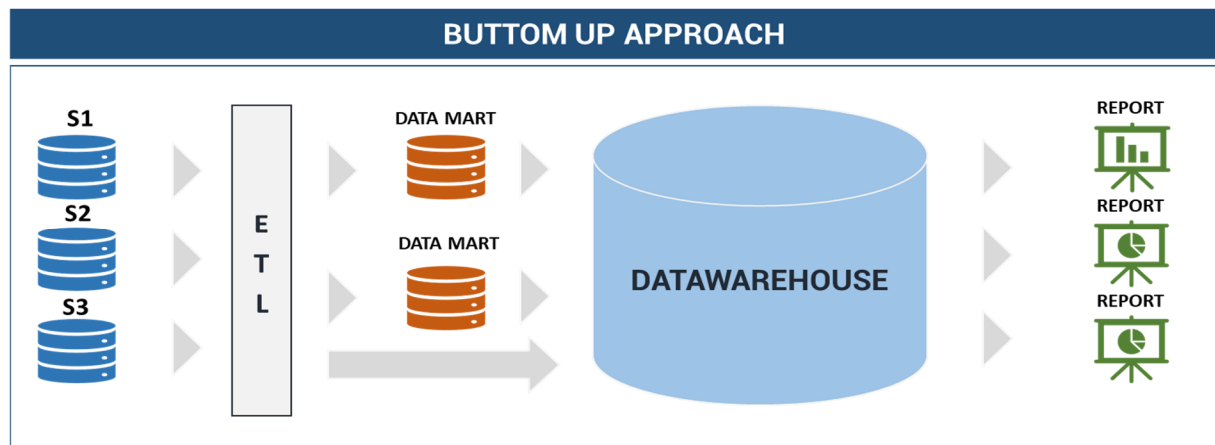 BUTTOM UP APPROACH
S1
S2
S3
E
T
L
DATA MART
DATA MART
DATAWAREHOUSE
REPORT
REPORT
REPORT